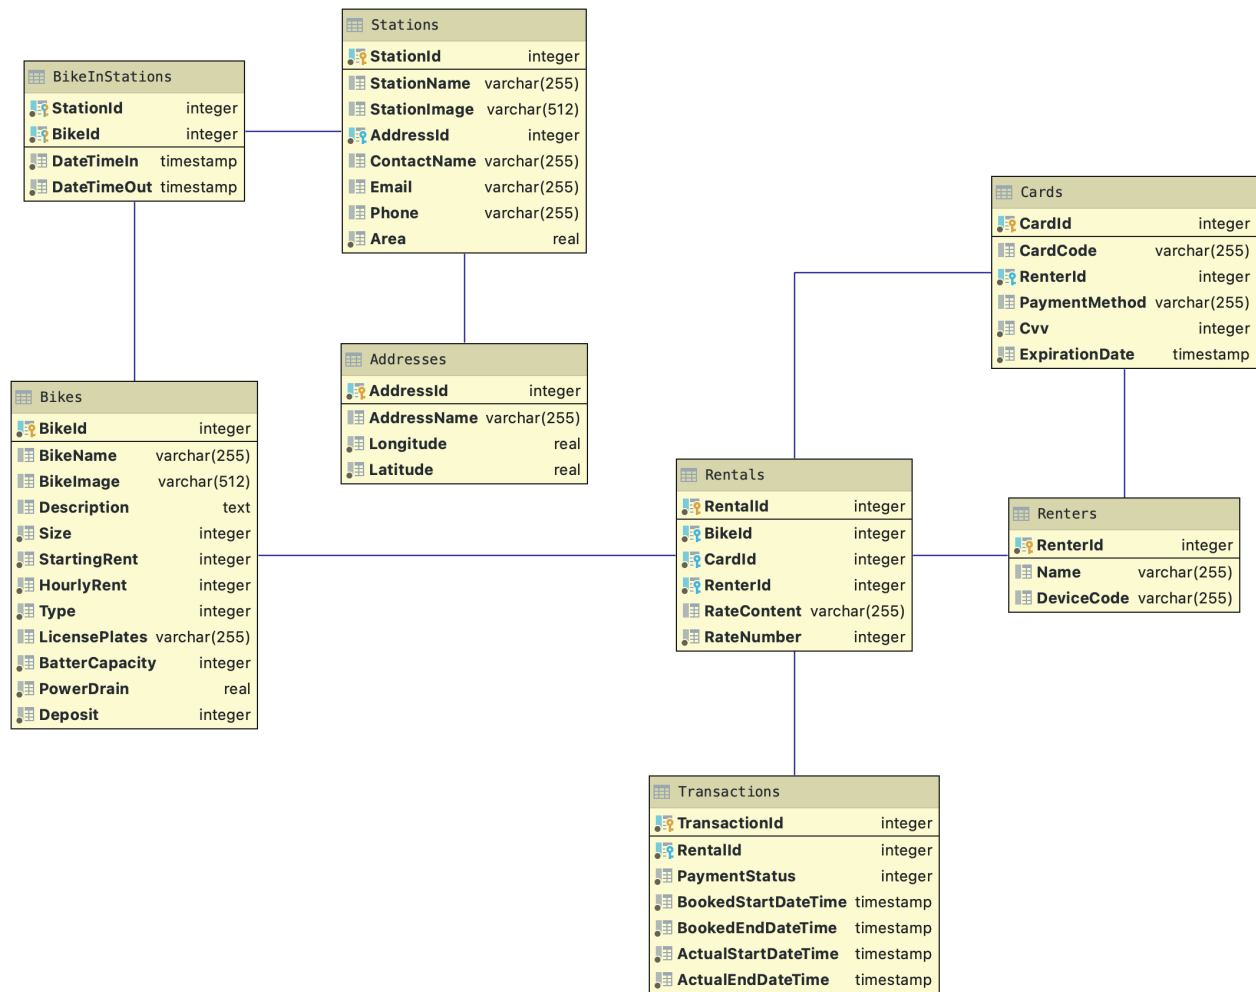 Stations
StationId integer
StationName varchar(255)
StationImage varchar(512)
AddressId integer
ContactName varchar(255)
Email varchar(255)
Phone varchar(255)
Area real
BikeInStations
StationId integer
BikeId integer
DateTimeIn timestamp
DateTimeOut timestamp
Cards
CardId integer
CardCode varchar(255)
RenterId integer
PaymentMethod varchar(255)
Cvv integer
ExpirationDate timestamp
Addresses
AddressId integer
AddressName varchar(255)
Longitude real
Latitude real
Bikes
BikeId integer
BikeName varchar(255)
BikeImage varchar(512)
Description text
Size integer
StartingRent integer
HourlyRent integer
Type integer
LicensePlates varchar(255)
BatterCapacity integer
PowerDrain real
Deposit integer
Rentals
RentalId integer
BikeId integer
CardId integer
RenterId integer
RateContent varchar(255)
RateNumber integer
Renters
RenterId integer
Name varchar(255)
DeviceCode varchar(255)
Transactions
TransactionId integer
RentalId integer
PaymentStatus integer
BookedStartDateTime timestamp
BookedEndDateTime timestamp
ActualStartDateTime timestamp
ActualEndDateTime timestamp